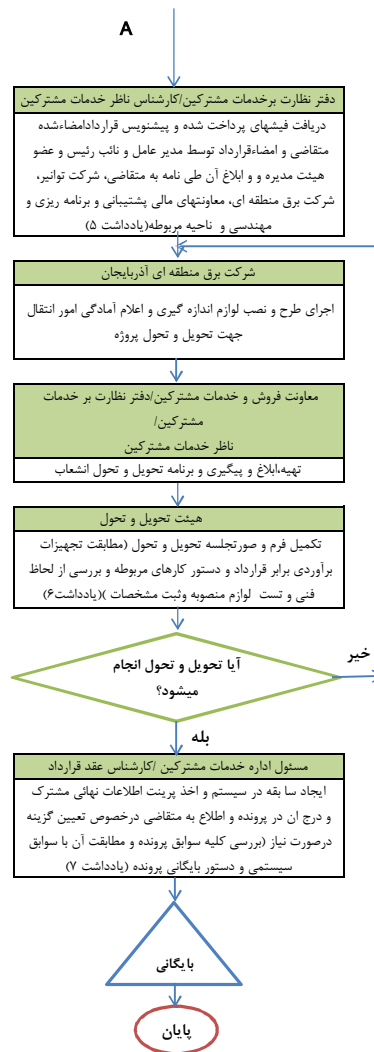 A
دفتر نظارت برخدمات مشترکین/کارشناس ناظر خدمات مشترکین
دریافت فیشهای پرداخت شده و پیشنویس قراردادامضاءشده
متقاضی و امضاءقرارداد توسط مدیر عامل و نائب رئیس و عضو
هیئت مدیره و و ابلاغ آن طی نامه به متقاضی، شرکت توانیر،
شرکت برق منطقه ای، معاونتهای مالی پشتیبانی و برنامه ریزی و
مهندسی و ناحیه مربوطه(یادداشت ۵)
شرکت برق منطقه ای آذربایجان
اجرای طرح و نصب لوازم اندازه گیری و اعلام آمادگی امور انتقال
جهت تحویل و تحول پروژه
معاونت فروش و خدمات مشترکین/دفتر نظارت بر خدمات
مشترکین/
ناظر خدمات مشترکین
تهیه،ابلاغ و پیگیری و برنامه تحویل و تحول انشعاب
هیئت تحویل و تحول
تکمیل فرم و صورتجلسه تحویل و تحول (مطابقت تجهیزات
برآوردی برابر قرارداد و دستور کارهای مربوطه و بررسی از لحاظ
فنی و تست لوازم منصوبه وثبت مشخصات )(یادداشت۶)
آیا تحویل و تحول انجام
میشود؟
خیر
بله
مسئول اداره خدمات مشترکین /کارشناس عقد قرارداد
ایجاد سا بقه در سیستم و اخذ پرینت اطلاعات نهائی مشترک
و درج ان در پرونده و اطلاع به متقاضی درخصوص تعیین گزینه
درصورت نیاز (بررسی کلیه سوابق پرونده و مطابقت آن با سوابق
سیستمی و دستور بایگانی پرونده (یادداشت ۷)
بایگانی
پایان